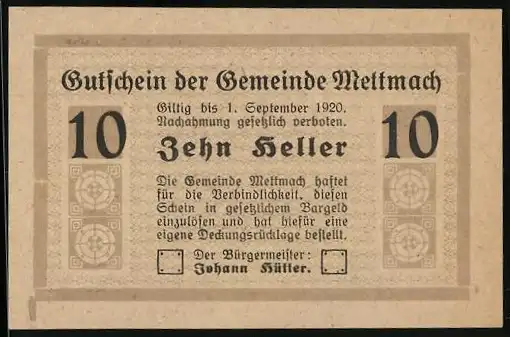 Gutschein der Gemeinde Mettmach
Giltig bis 1. September 1920.
Nachahmung gesetzlich verboten.
10
10
Zehn Heller
Die Gemeinde Mettmach haftet
für die Verbindlichkeit, diesen
Schein in gesetzlichem Bargeld
einzulösen und hat hiefür eine
eigene Deckungsrücklage bestellt.
Der Bürgermeister:
Johann Hütter.